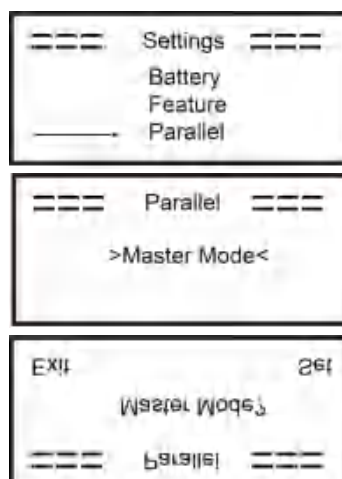 === Settings ===
Battery
Feature
Parallel
=== Parallel ===
>Master Mode<
=== Parallel ===
Master Mode?
Exit Set